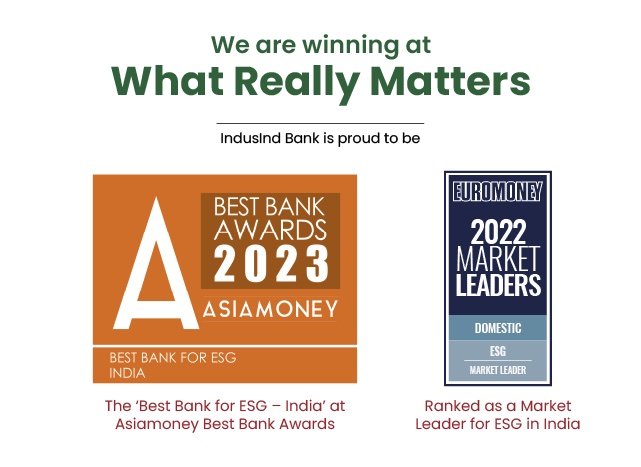 We are winning at
What Really Matters
IndusInd Bank is proud to be
BEST BANK
AWARDS
2023
ASIAMONEY
BEST BANK FOR ESG
INDIA
The ‘Best Bank for ESG – India’ at
Asiamoney Best Bank Awards
EUROMONEY
2022
MARKET
LEADERS
DOMESTIC
ESG
MARKET LEADER
Ranked as a Market
Leader for ESG in India